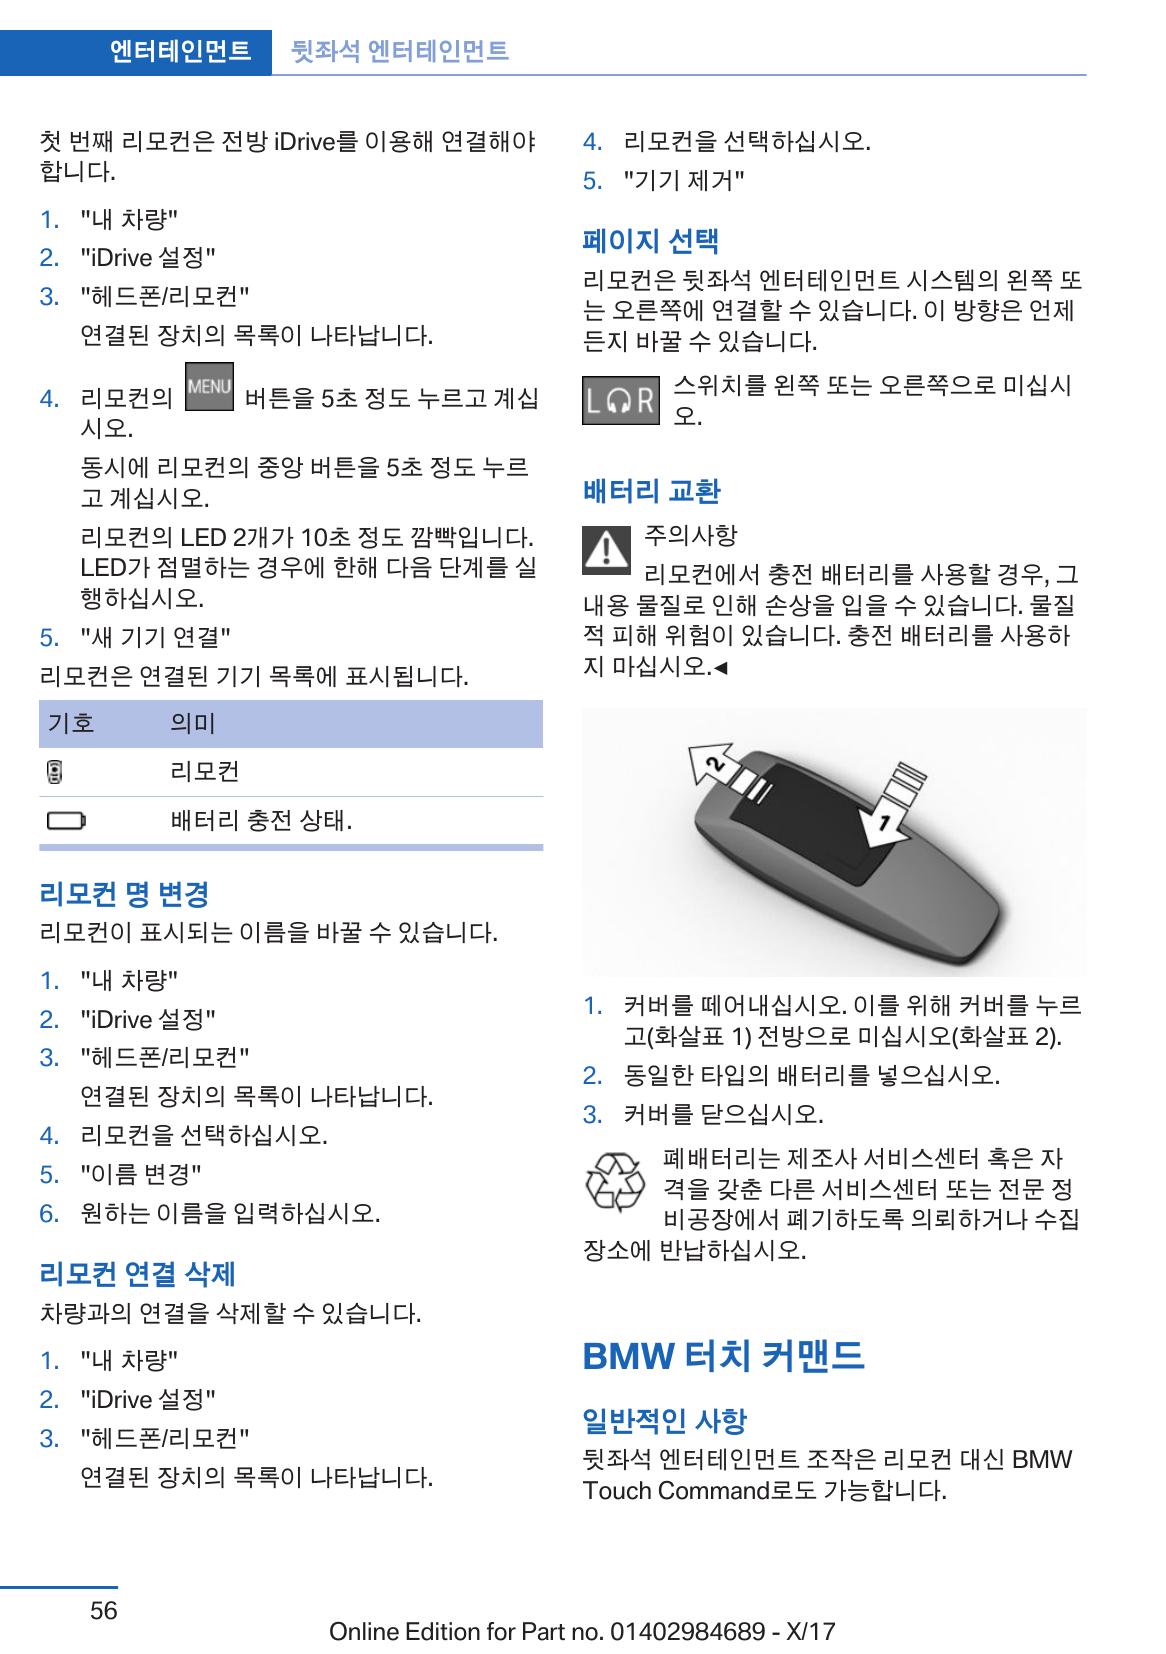 엔터테인먼트 뒷좌석 엔터테인먼트
첫 번째 리모컨은 전방 iDrive를 이용해 연결해야
합니다.
1. "내 차량"
2. "iDrive 설정"
3. "헤드폰/리모컨"
연결된 장치의 목록이 나타납니다.
4. 리모컨의 MENU 버튼을 5초 정도 누르고 계십
시오.
동시에 리모컨의 중앙 버튼을 5초 정도 누르
고 계십시오.
리모컨의 LED 2개가 10초 정도 깜빡입니다.
LED가 점멸하는 경우에 한해 다음 단계를 실
행하십시오.
5. "새 기기 연결"
리모컨은 연결된 기기 목록에 표시됩니다.
기호 의미
리모컨
배터리 충전 상태.
리모컨 명 변경
리모컨이 표시되는 이름을 바꿀 수 있습니다.
1. "내 차량"
2. "iDrive 설정"
3. "헤드폰/리모컨"
연결된 장치의 목록이 나타납니다.
4. 리모컨을 선택하십시오.
5. "이름 변경"
6. 원하는 이름을 입력하십시오.
리모컨 연결 삭제
차량과의 연결을 삭제할 수 있습니다.
1. "내 차량"
2. "iDrive 설정"
3. "헤드폰/리모컨"
연결된 장치의 목록이 나타납니다.
4. 리모컨을 선택하십시오.
5. "기기 제거"
페이지 선택
리모컨은 뒷좌석 엔터테인먼트 시스템의 왼쪽 또
는 오른쪽에 연결할 수 있습니다. 이 방향은 언제
든지 바꿀 수 있습니다.
L R 스위치를 왼쪽 또는 오른쪽으로 미십시
오.
배터리 교환
주의사항
리모컨에서 충전 배터리를 사용할 경우, 그
내용 물질로 인해 손상을 입을 수 있습니다. 물질
적 피해 위험이 있습니다. 충전 배터리를 사용하
지 마십시오.◄
2
1
1. 커버를 떼어내십시오. 이를 위해 커버를 누르
고(화살표 1) 전방으로 미십시오(화살표 2).
2. 동일한 타입의 배터리를 넣으십시오.
3. 커버를 닫으십시오.
폐배터리는 제조사 서비스센터 혹은 자
격을 갖춘 다른 서비스센터 또는 전문 정
비공장에서 폐기하도록 의뢰하거나 수집
장소에 반납하십시오.
BMW 터치 커맨드
일반적인 사항
뒷좌석 엔터테인먼트 조작은 리모컨 대신 BMW
Touch Command로도 가능합니다.
56
Online Edition for Part no. 01402984689 - X/17